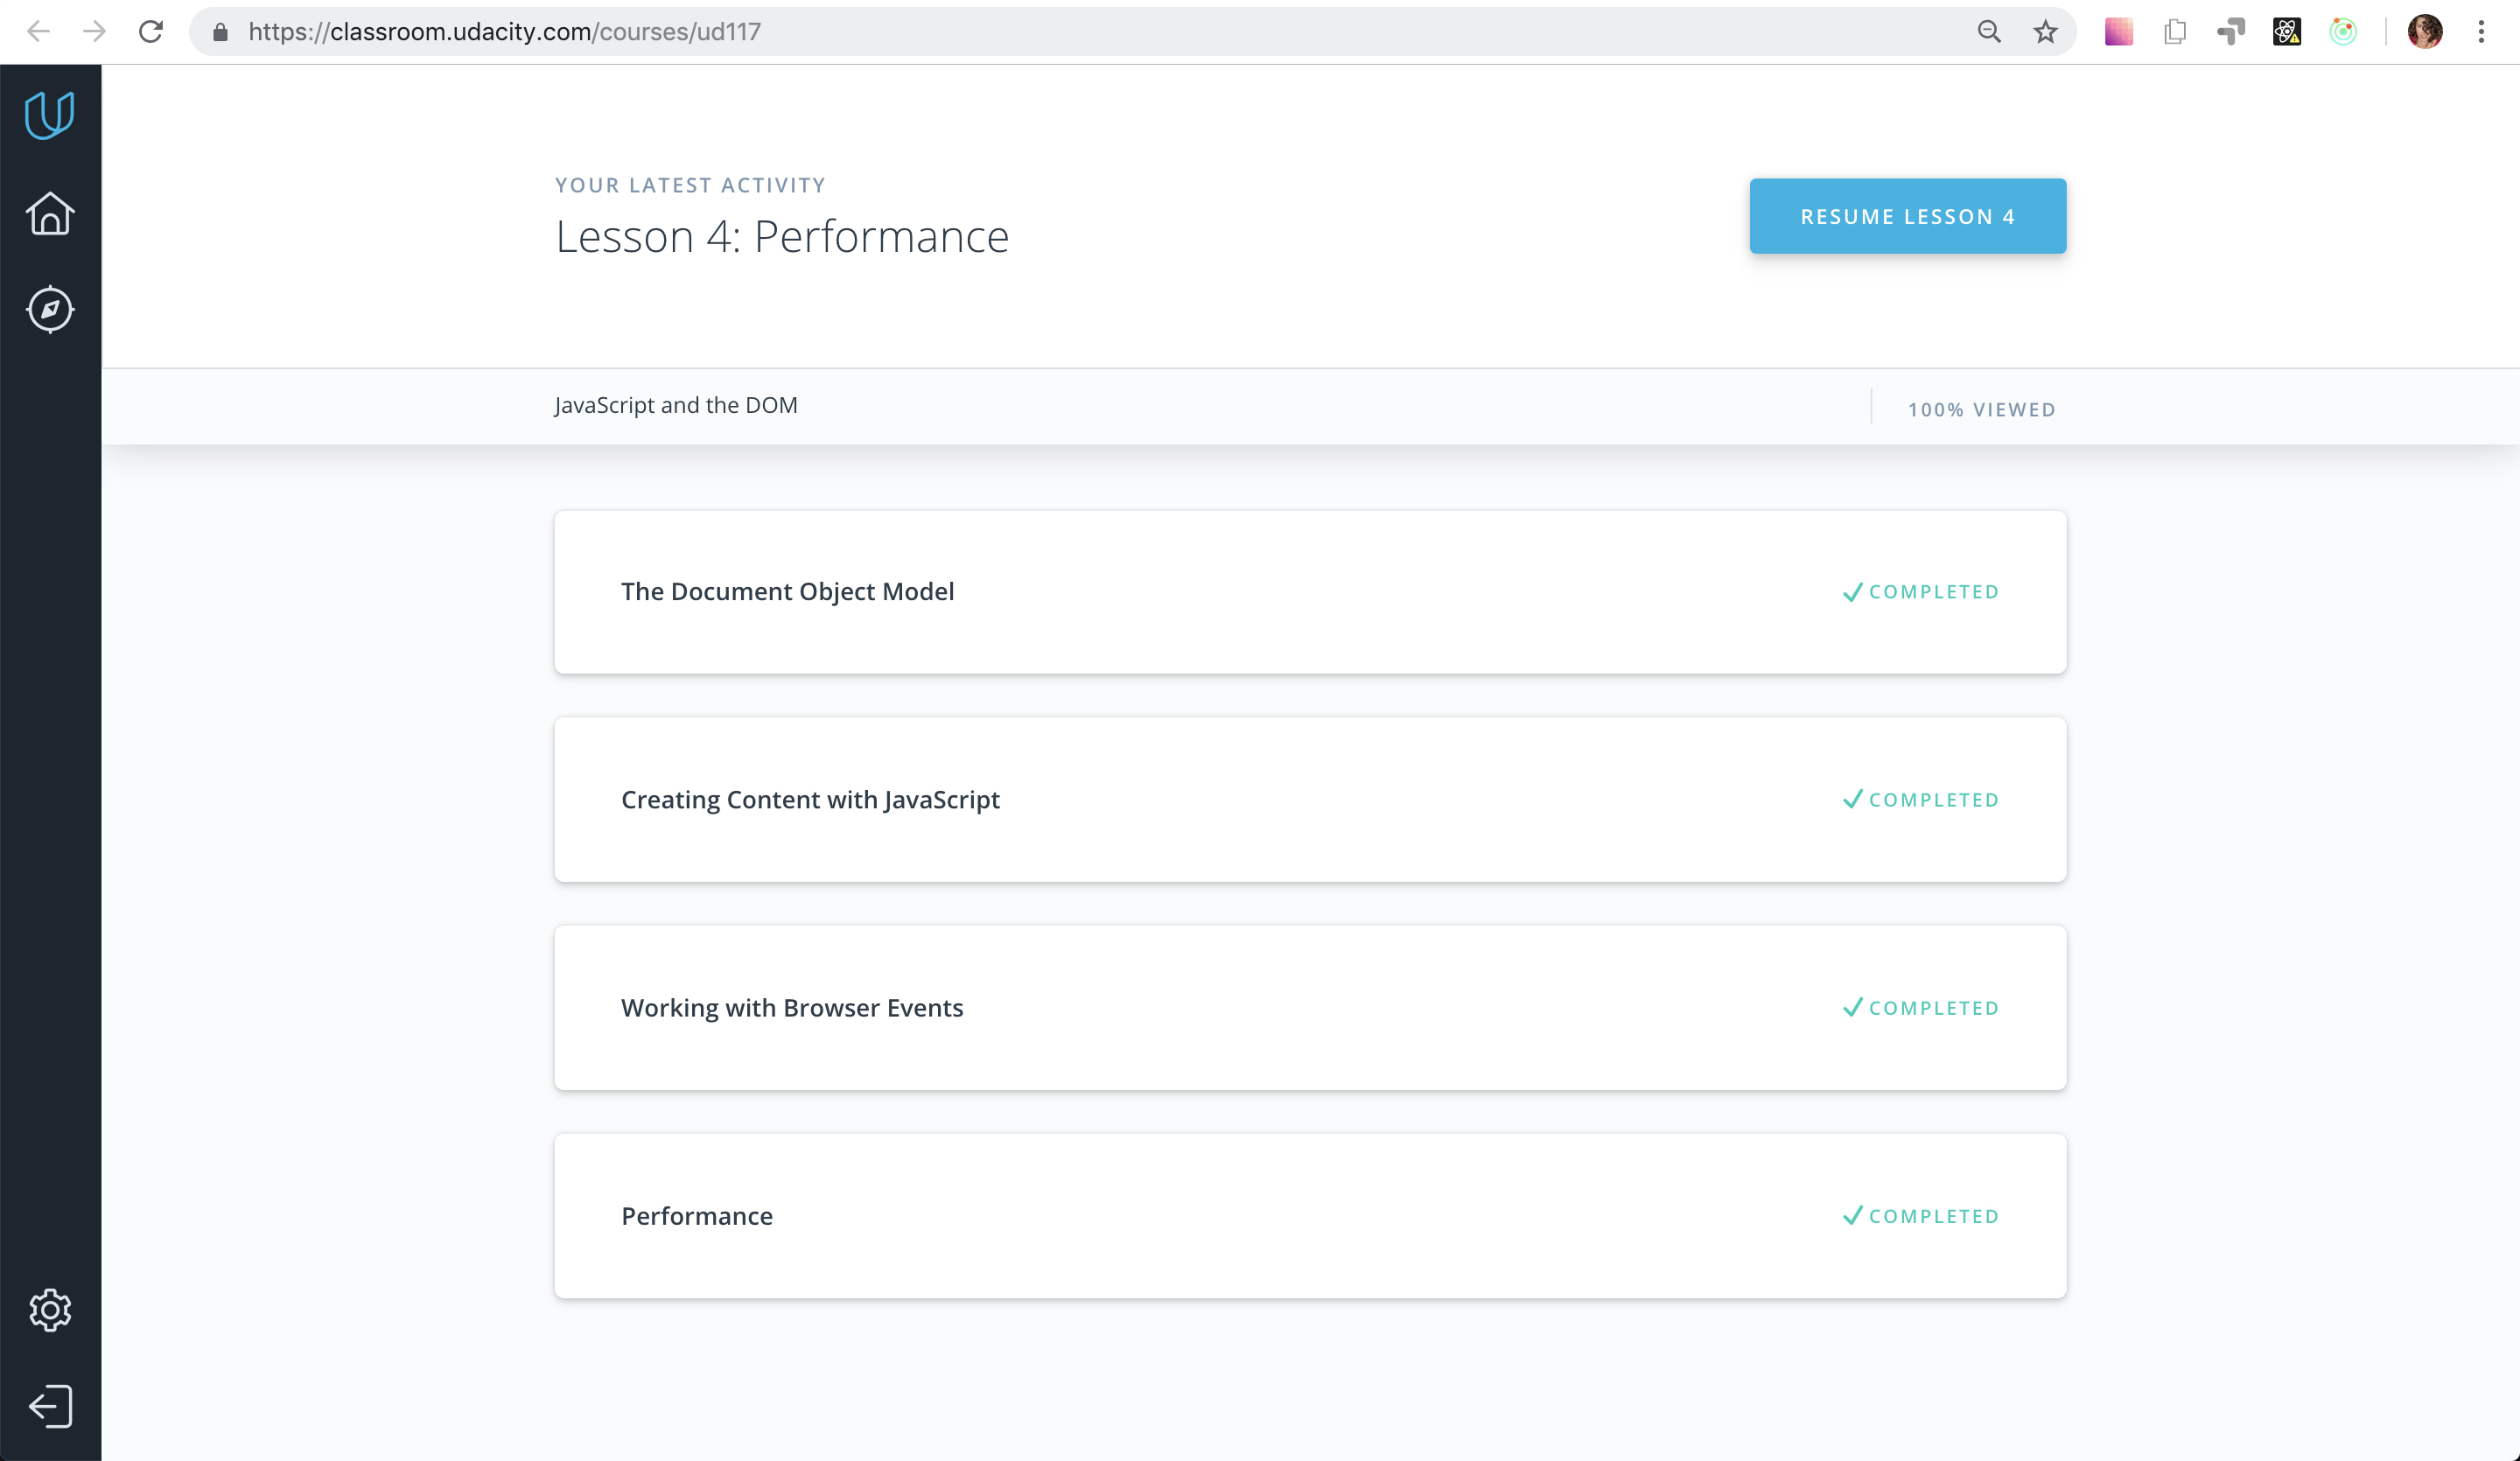 https://classroom.udacity.com/courses/ud117
YOUR LATEST ACTIVITY
Lesson 4: Performance
RESUME LESSON 4
JavaScript and the DOM
100% VIEWED
The Document Object Model
COMPLETED
Creating Content with JavaScript
COMPLETED
Working with Browser Events
COMPLETED
Performance
COMPLETED